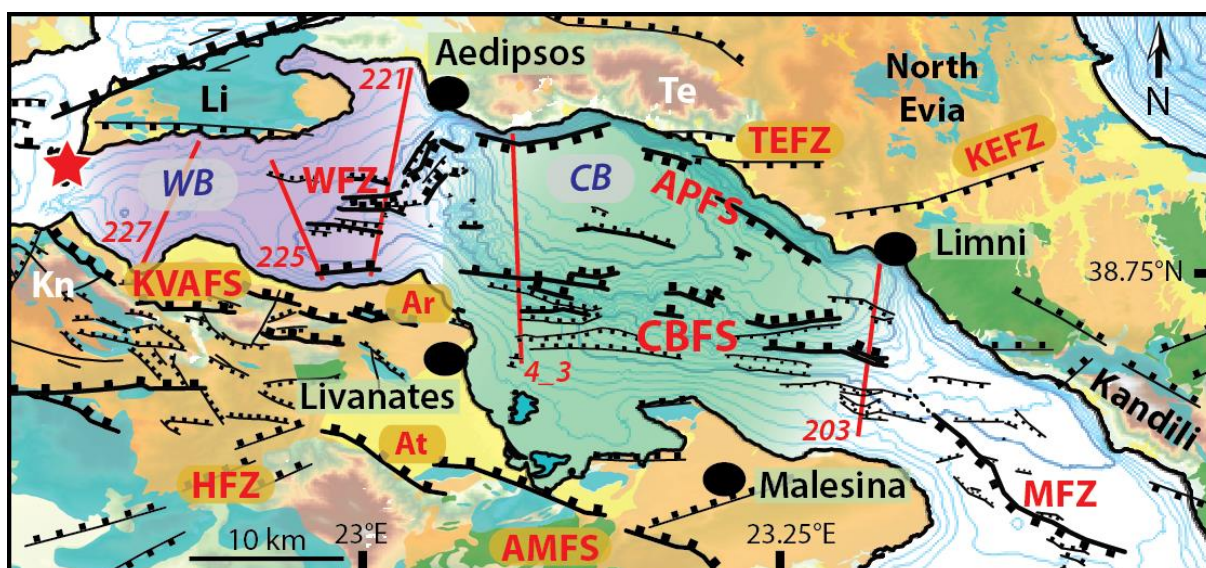 221
Aedipsos
Te
North
Evia
N
Li
TEFZ
KEFZ
WB
WFZ
CB
APFS
227
225
Limni
38.75°N
Kn
KVAFS
Ar
CBFS
4_3
Livanates
203
Kandili
At
HFZ
Malesina
MFZ
10 km
23°E
AMFS
23.25°E